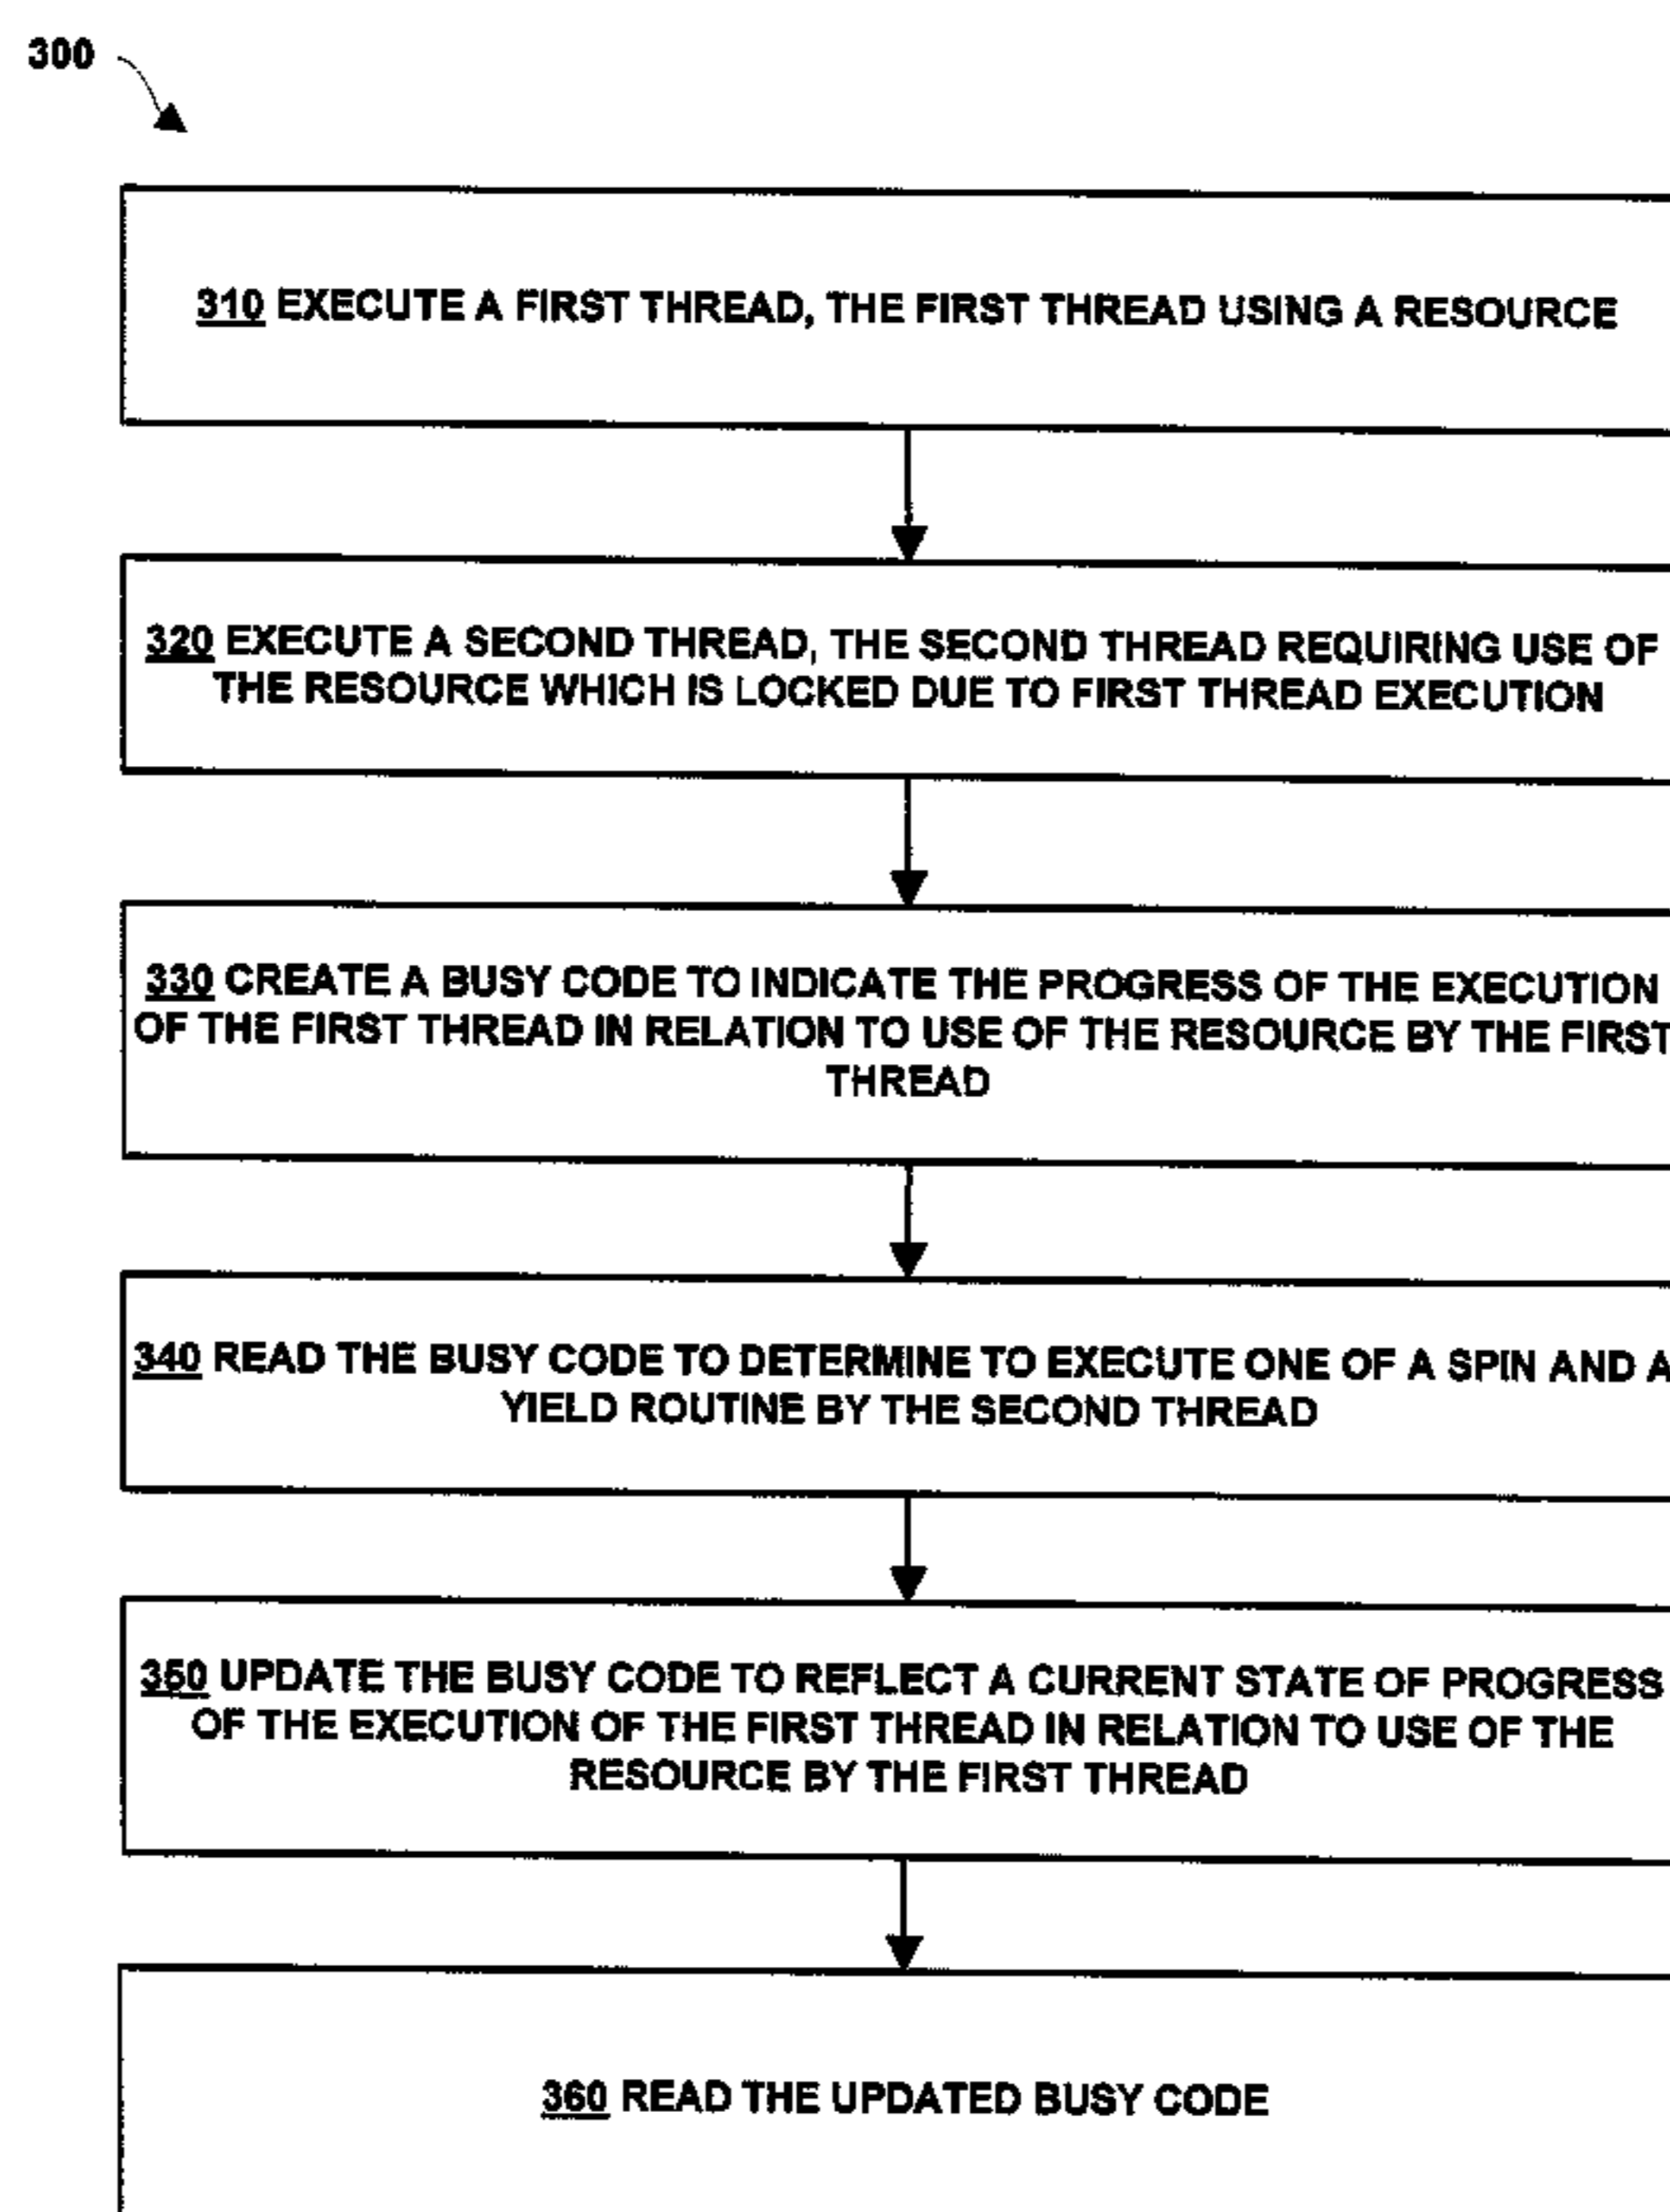 300
310 EXECUTE A FIRST THREAD, THE FIRST THREAD USING A RESOURCE
320 EXECUTE A SECOND THREAD, THE SECOND THREAD REQUIRING USE OF
THE RESOURCE WHICH IS LOCKED DUE TO FIRST THREAD EXECUTION
330 CREATE A BUSY CODE TO INDICATE THE PROGRESS OF THE EXECUTION
OF THE FIRST THREAD IN RELATION TO USE OF THE RESOURCE BY THE FIRST
THREAD
340 READ THE BUSY CODE TO DETERMINE TO EXECUTE ONE OF A SPIN AND A
YIELD ROUTINE BY THE SECOND THREAD
350 UPDATE THE BUSY CODE TO REFLECT A CURRENT STATE OF PROGRESS
OF THE EXECUTION OF THE FIRST THREAD IN RELATION TO USE OF THE
RESOURCE BY THE FIRST THREAD
360 READ THE UPDATED BUSY CODE